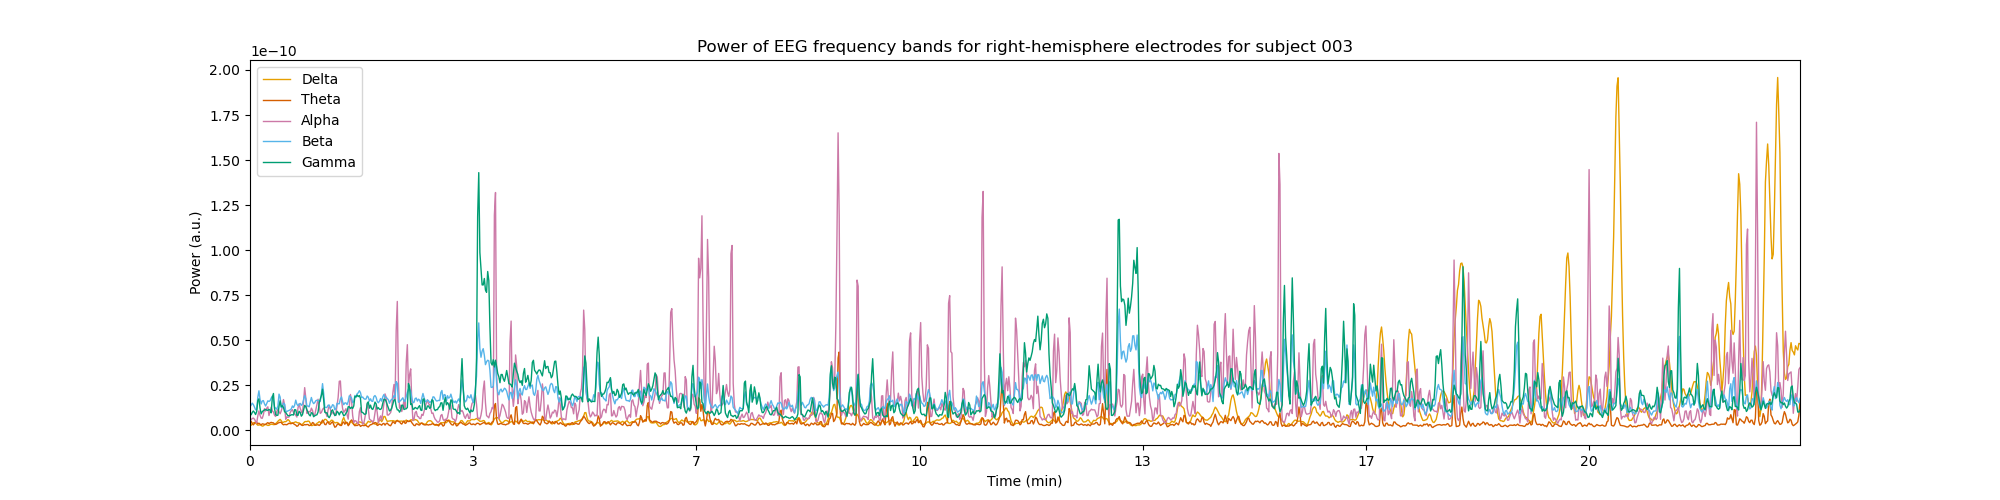 Power of EEG frequency bands for right-hemisphere electrodes for subject 003
1e−10
2.00
1.75
1.50
1.25
1.00
0.75
0.50
0.25
0.00
Power (a.u.)
Delta
Theta
Alpha
Beta
Gamma
0 3 7 10 13 17 20
Time (min)